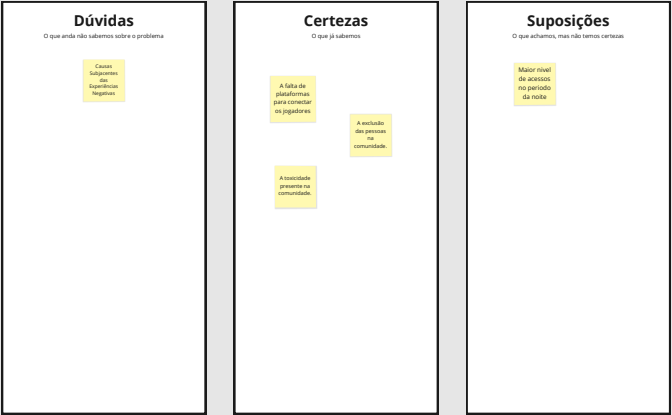 Dúvidas
O que anda não sabemos sobre o problema
Causas
Subjacentes
das
Experiências
Negativas
Certezas
O que já sabemos
A falta de
plataformas
para conectar
os jogadores
A exclusão
das pessoas
na
comunidade.
A toxicidade
presente na
comunidade.
Suposições
O que achamos, mas não temos certezas
Maior nível
de acessos
no periodo
da noite